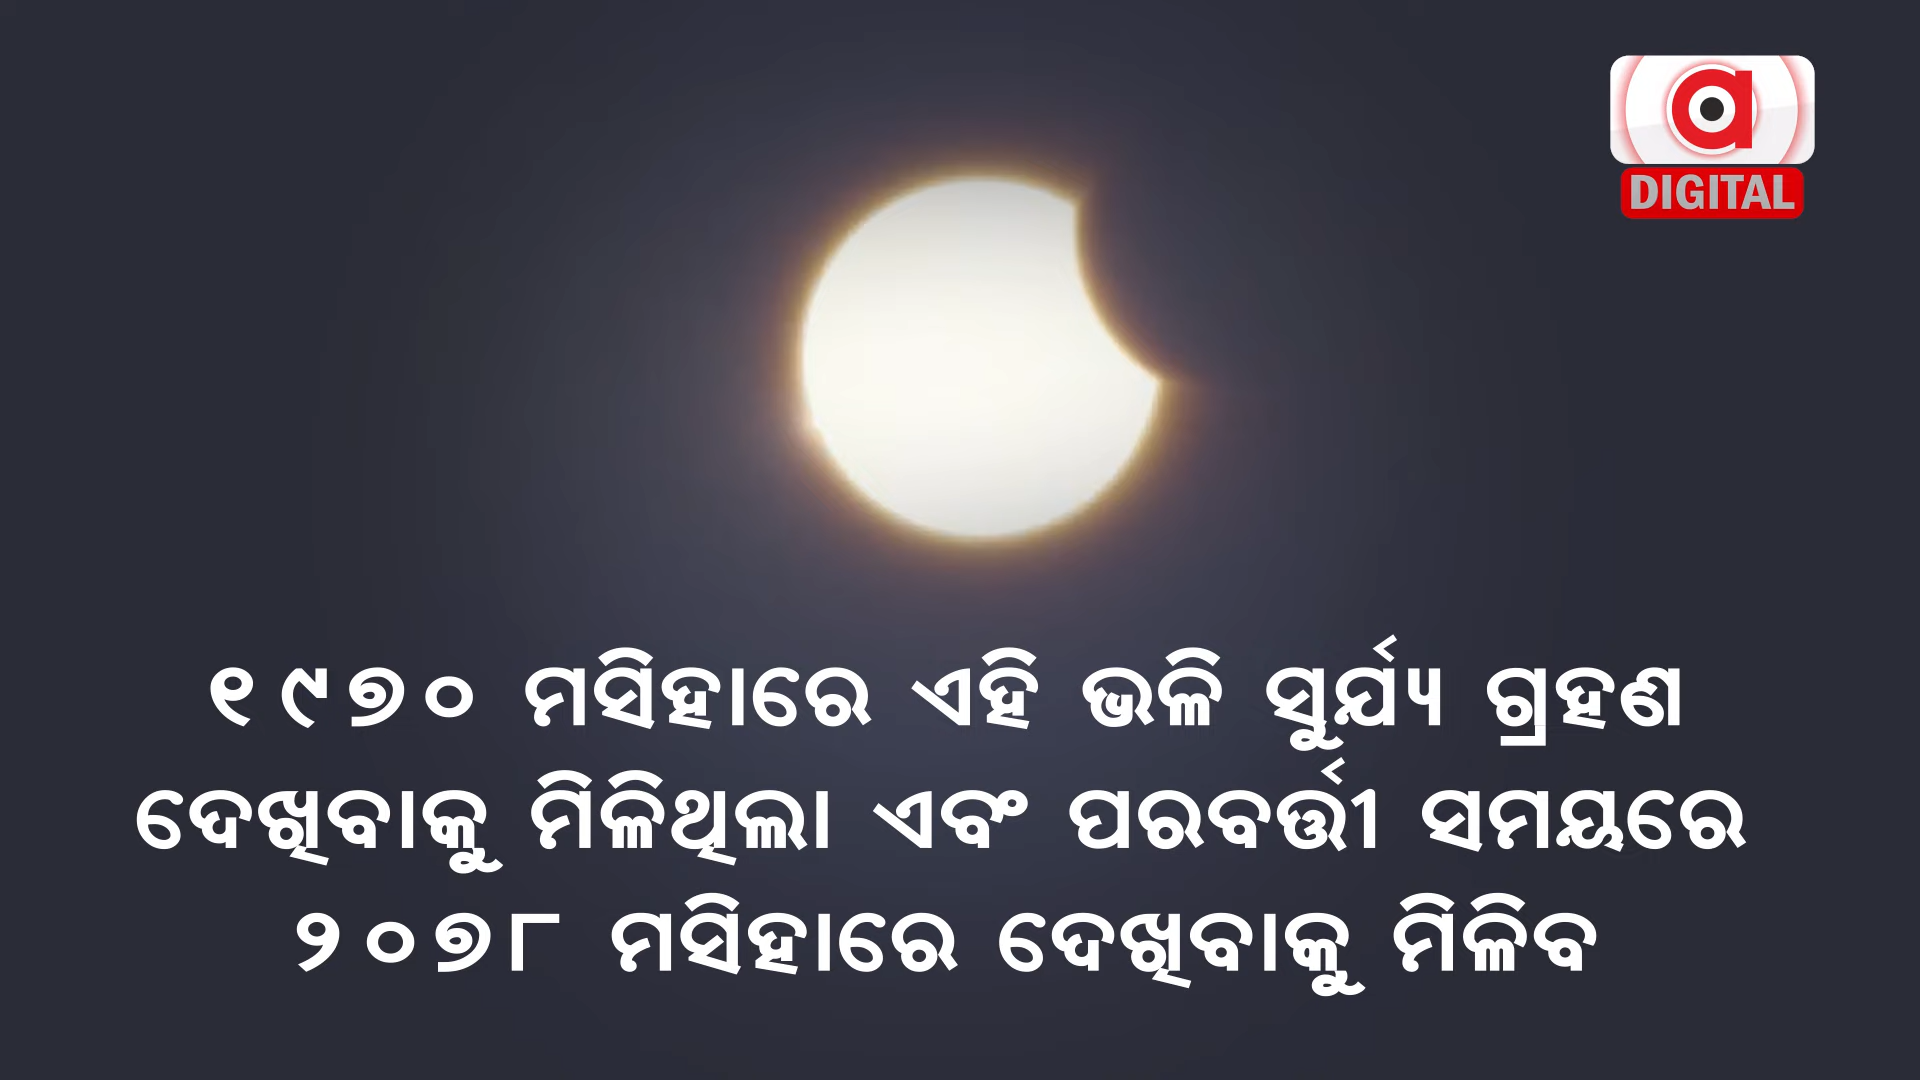 a
DIGITAL
୧୯୭୦ ମସିହାରେ ଏହି ଭଳି ସୁର୍ଯ୍ୟ ଗ୍ରହଣ
ଦେଖିବାକୁ ମିଳିଥିଲା ଏବଂ ପରବର୍ତ୍ତୀ ସମୟରେ
୨୦୭୮ ମସିହାରେ ଦେଖିବାକୁ ମିଳିବ